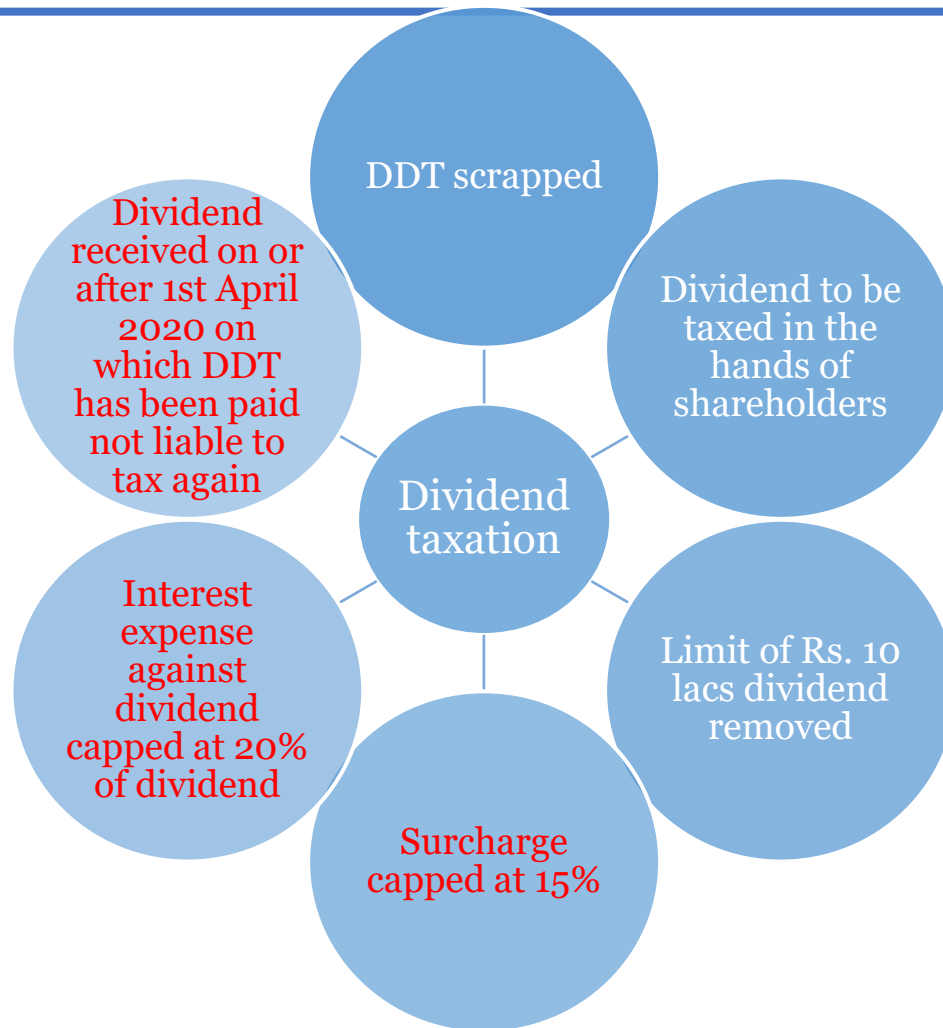 DDT scrapped
Dividend to be
taxed in the
hands of
shareholders
Limit of Rs. 10
lacs dividend
removed
Surcharge
capped at 15%
Interest
expense
against
dividend
capped at 20%
of dividend
Dividend
received on or
after 1st April
2020 on
which DDT
has been paid
not liable to
tax again
Dividend
taxation